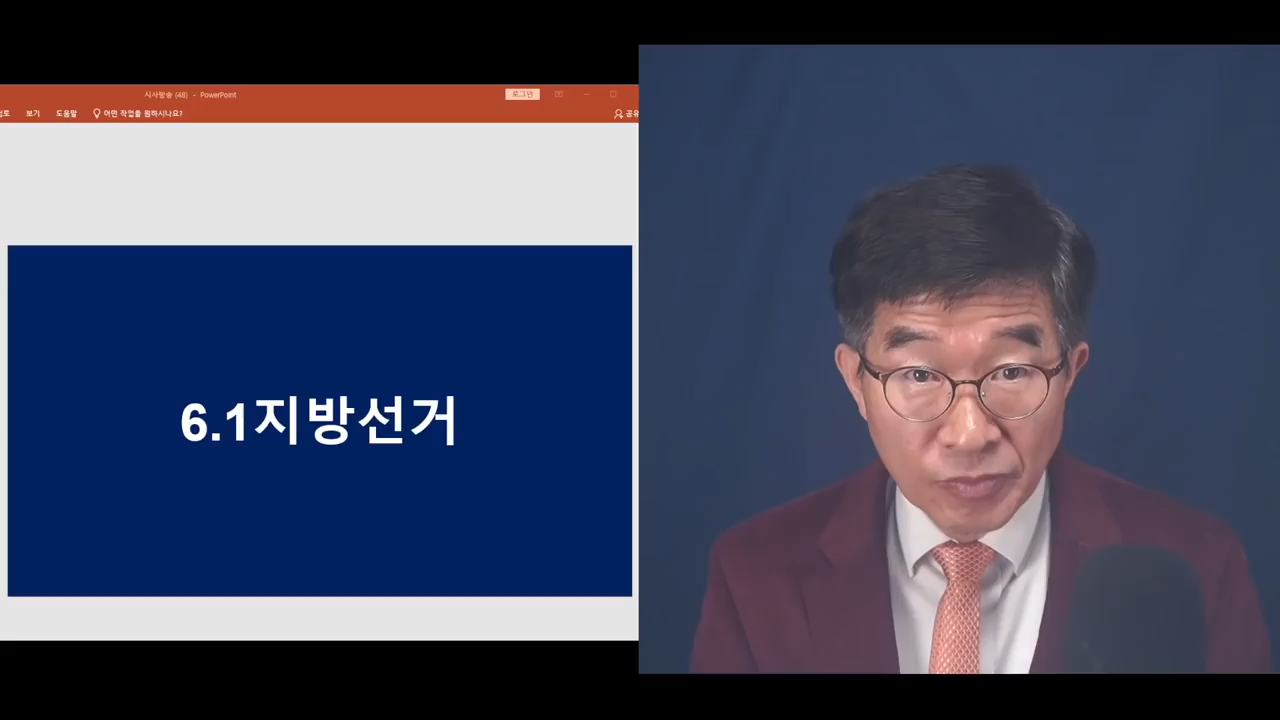 시사방송 (48) - PowerPoint
로그인
보기
도움말
어떤 작업을 원하시나요?
공유
6.1지방선거